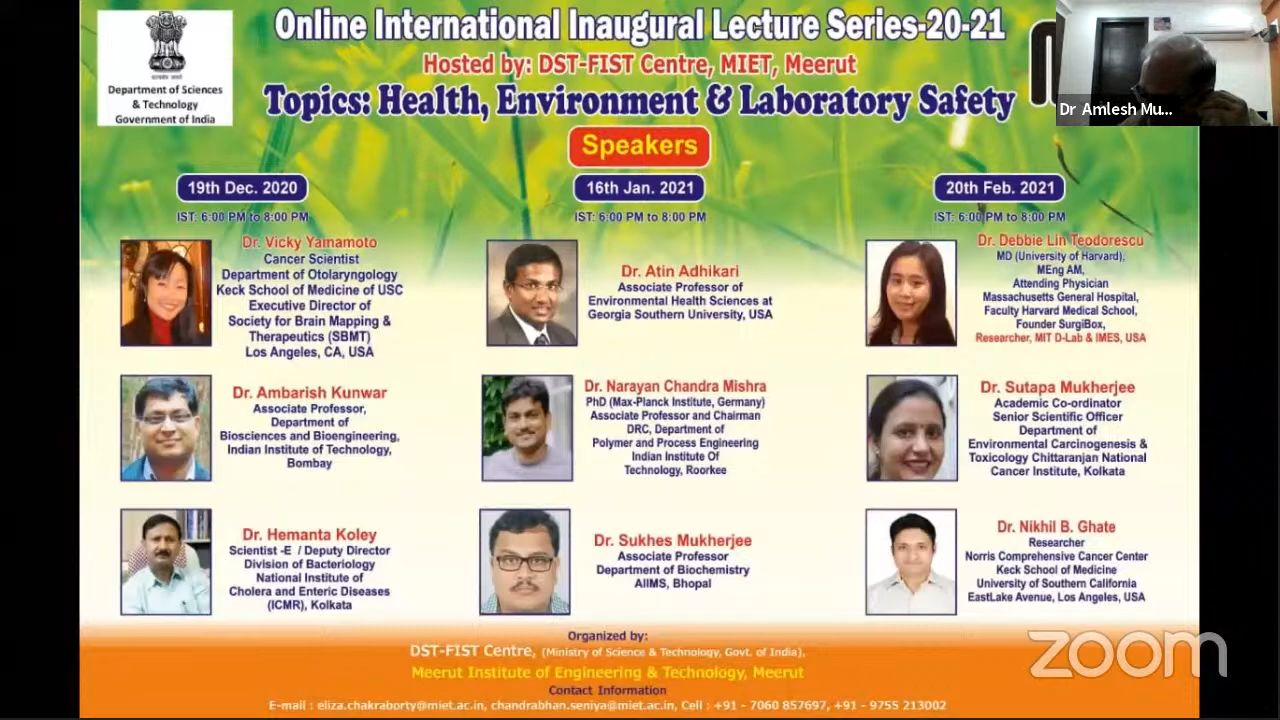 Online International Inaugural Lecture Series-20-21
Hosted by: DST-FIST Centre, MIET, Meerut
Topics: Health, Environment & Laboratory Safety
Department of Sciences
& Technology
Government of India
Dr Amlesh Mu...
Speakers
19th Dec. 2020
IST: 6:00 PM to 8:00 PM
Dr. Vicky Yamamoto
Cancer Scientist
Department of Otolaryngology
Keck School of Medicine of USC
Executive Director of
Society for Brain Mapping &
Therapeutics (SBMT)
Los Angeles, CA, USA
Dr. Ambarish Kunwar
Associate Professor,
Department of
Biosciences and Bioengineering,
Indian Institute of Technology,
Bombay
Dr. Hemanta Koley
Scientist -E / Deputy Director
Division of Bacteriology
National Institute of
Cholera and Enteric Diseases
(ICMR), Kolkata
16th Jan. 2021
IST: 6:00 PM to 8:00 PM
Dr. Atin Adhikari
Associate Professor of
Environmental Health Sciences at
Georgia Southern University, USA
Dr. Narayan Chandra Mishra
PhD (Max-Planck Institute, Germany)
Associate Professor and Chairman
DRC, Department of
Polymer and Process Engineering
Indian Institute Of
Technology, Roorkee
Dr. Sukhes Mukherjee
Associate Professor
Department of Biochemistry
AIIMS, Bhopal
20th Feb. 2021
IST: 6:00 PM to 8:00 PM
Dr. Debbie Lin Teodorescu
MD (University of Harvard),
MEng AM,
Attending Physician
Massachusetts General Hospital,
Faculty Harvard Medical School,
Founder SurgiBox,
Researcher, MIT D-Lab & IMES, USA
Dr. Sutapa Mukherjee
Academic Co-ordinator
Senior Scientific Officer
Department of
Environmental Carcinogenesis &
Toxicology Chittaranjan National
Cancer Institute, Kolkata
Dr. Nikhil B. Ghate
Researcher
Norris Comprehensive Cancer Center
Keck School of Medicine
University of Southern California
EastLake Avenue, Los Angeles, USA
Organized by:
DST-FIST Centre, (Ministry of Science & Technology, Govt. of India),
Meerut Institute of Engineering & Technology, Meerut
Contact Information
E-mail : eliza.chakraborty@miet.ac.in, chandrabhan.seniya@miet.ac.in, Cell : +91 - 7060 857697, +91 - 9755 213002
zoom